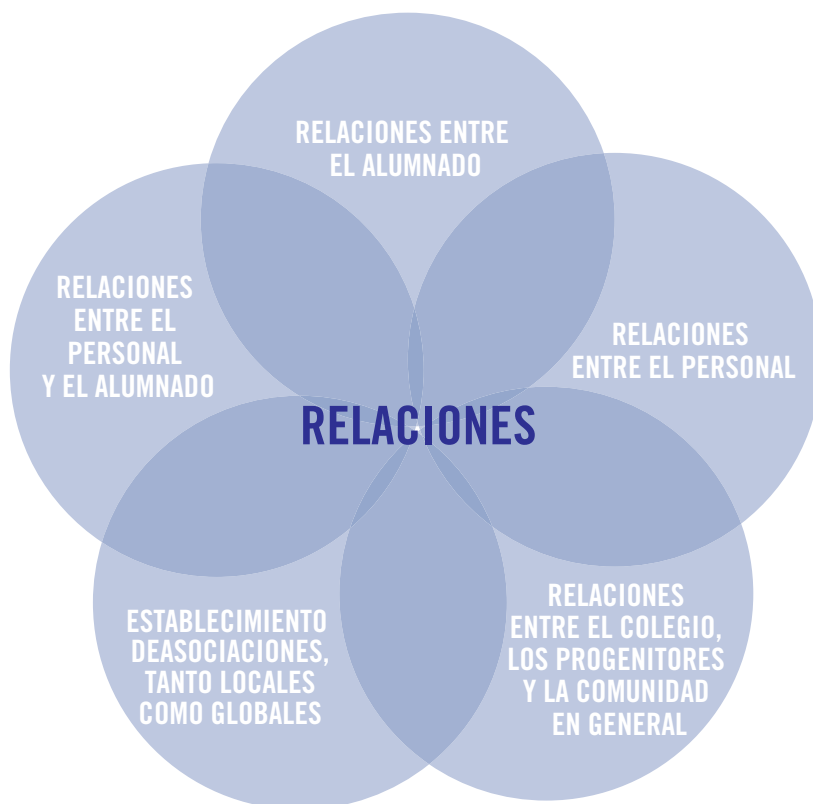 RELACIONES ENTRE
EL ALUMNADO
RELACIONES
ENTRE EL
PERSONAL
Y EL ALUMNADO
RELACIONES
ENTRE EL PERSONAL
RELACIONES
ESTABLECIMIENTO
DEASOCIACIONES,
TANTO LOCALES
COMO GLOBALES
RELACIONES
ENTRE EL COLEGIO,
LOS PROGENITORES
Y LA COMUNIDAD
EN GENERAL